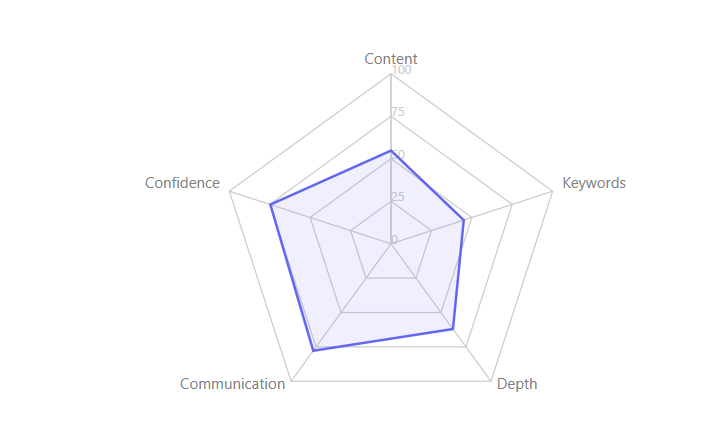 Content
100
75
50
25
0
Confidence
Keywords
Communication
Depth